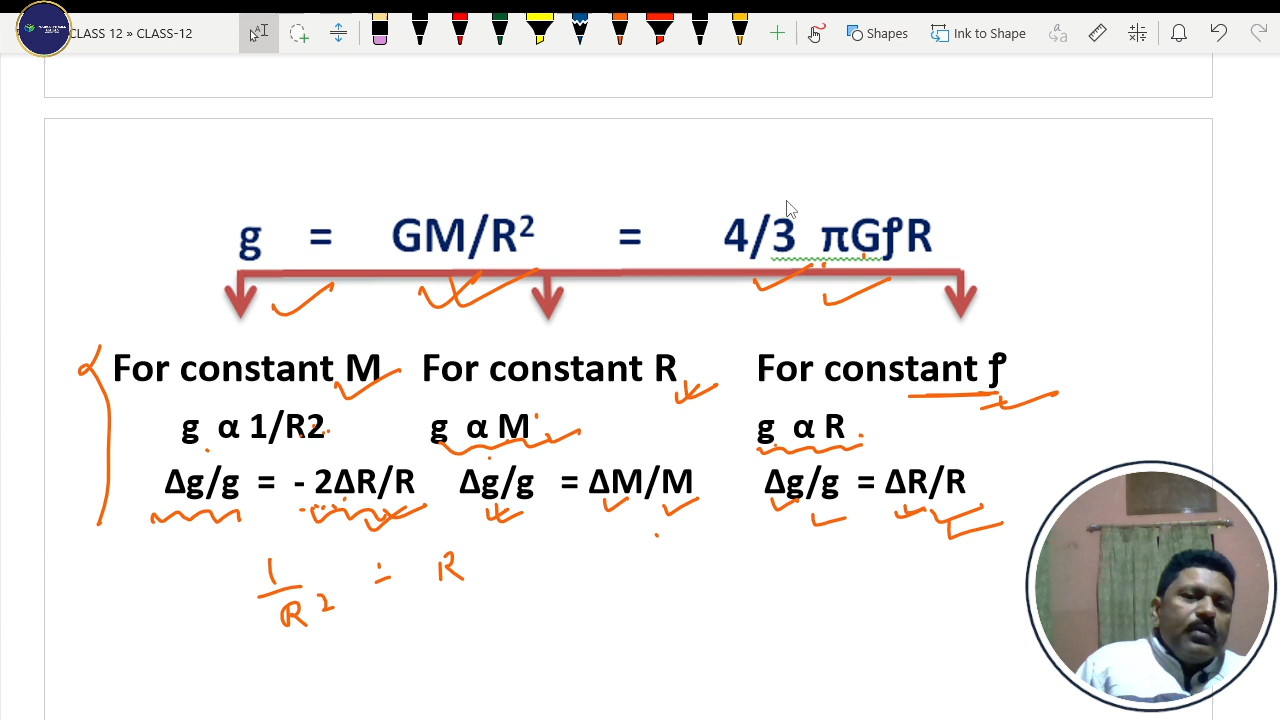 CLASS 12 » CLASS-12
Shapes
Ink to Shape
g = GM/R² = 4/3 πGƒR
For constant M
g α 1/R2
Δg/g = - 2ΔR/R
For constant R
g α M
Δg/g = ΔM/M
For constant ƒ
g α R
Δg/g = ΔR/R
1/R² ÷ R